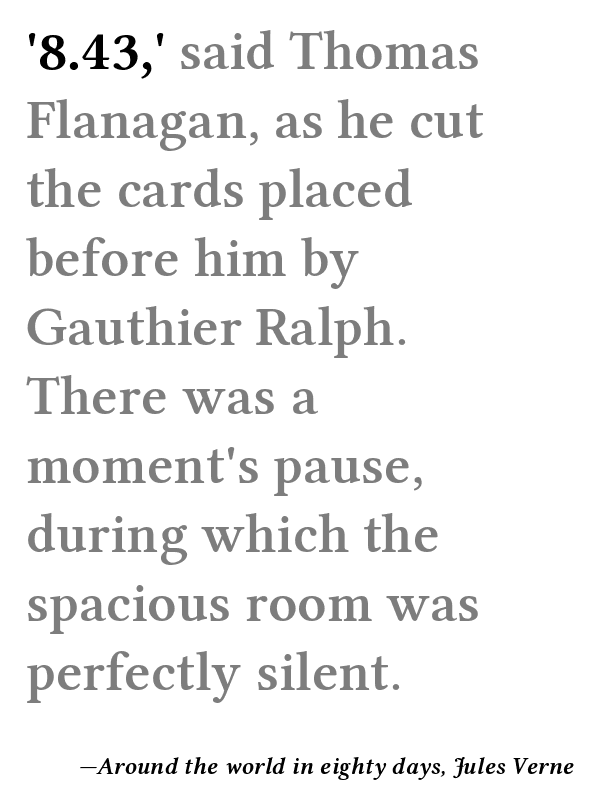 '8.43,' said Thomas
Flanagan, as he cut
the cards placed
before him by
Gauthier Ralph.
There was a
moment's pause,
during which the
spacious room was
perfectly silent.
—Around the world in eighty days, Jules Verne